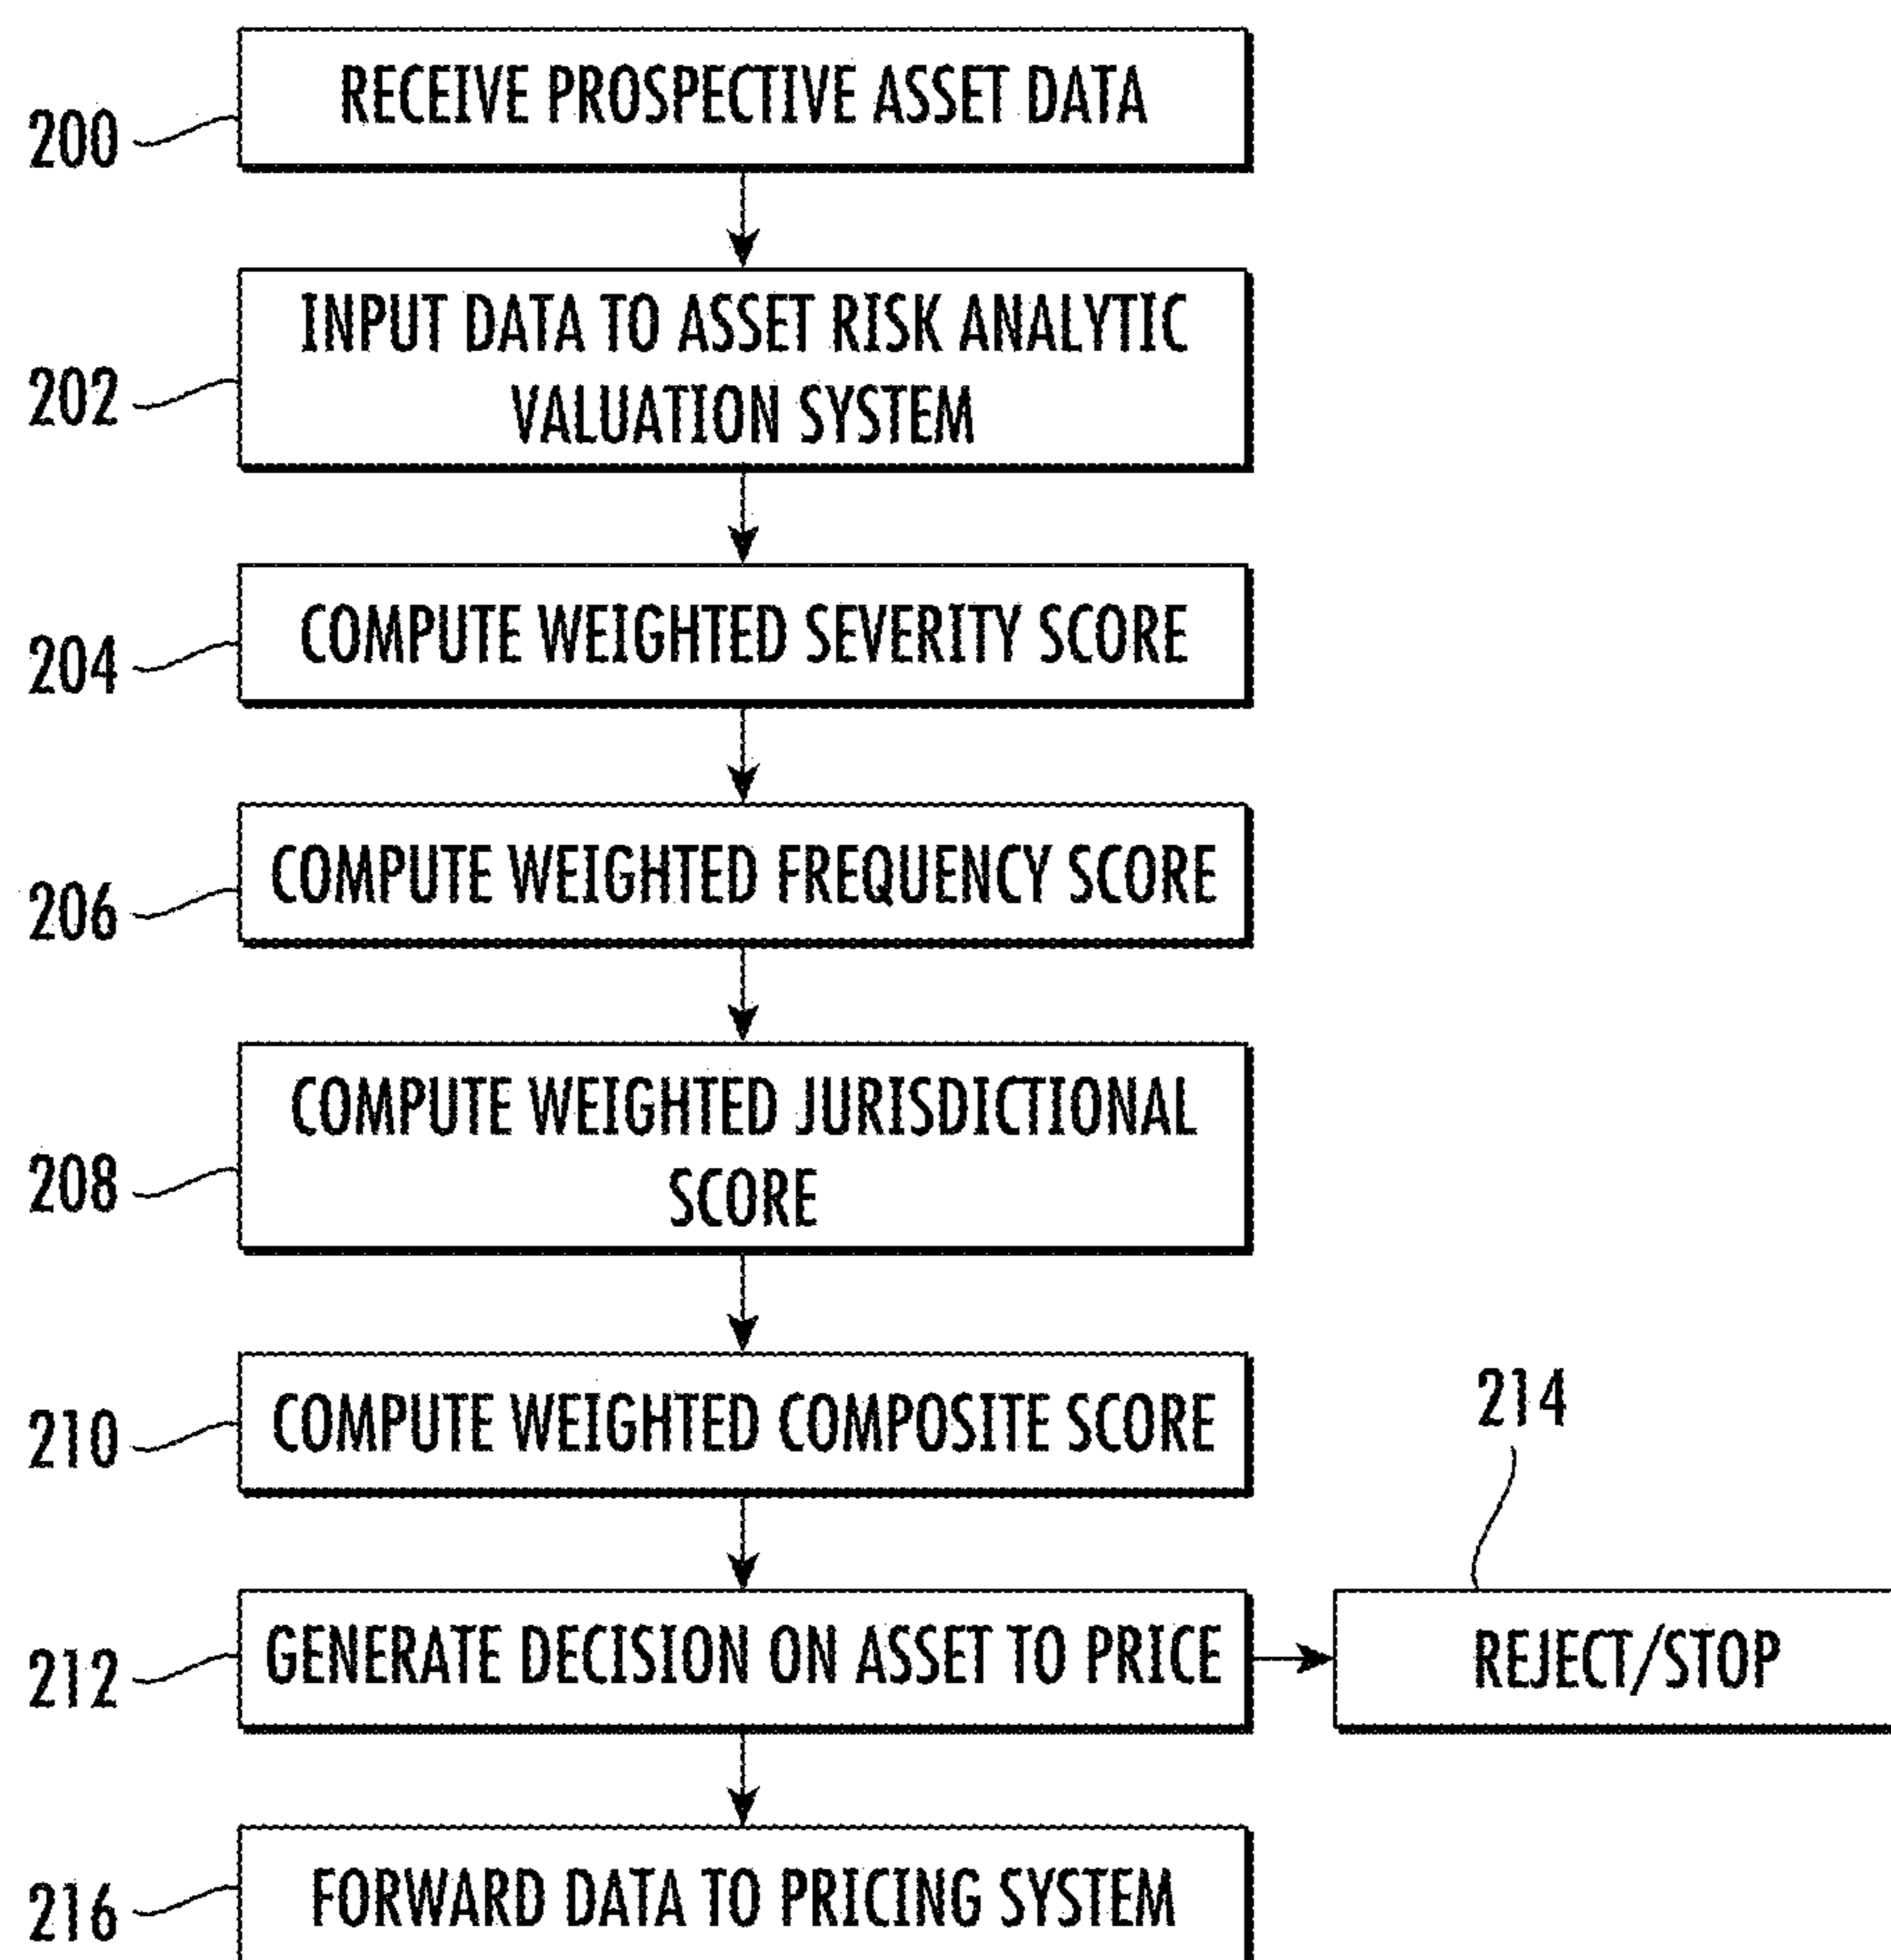 RECEIVE PROSPECTIVE ASSET DATA
200
INPUT DATA TO ASSET RISK ANALYTIC
VALUATION SYSTEM
202
COMPUTE WEIGHTED SEVERITY SCORE
204
COMPUTE WEIGHTED FREQUENCY SCORE
206
COMPUTE WEIGHTED JURISDICTIONAL
SCORE
208
COMPUTE WEIGHTED COMPOSITE SCORE
210
214
GENERATE DECISION ON ASSET TO PRICE
REJECT/STOP
212
FORWARD DATA TO PRICING SYSTEM
216